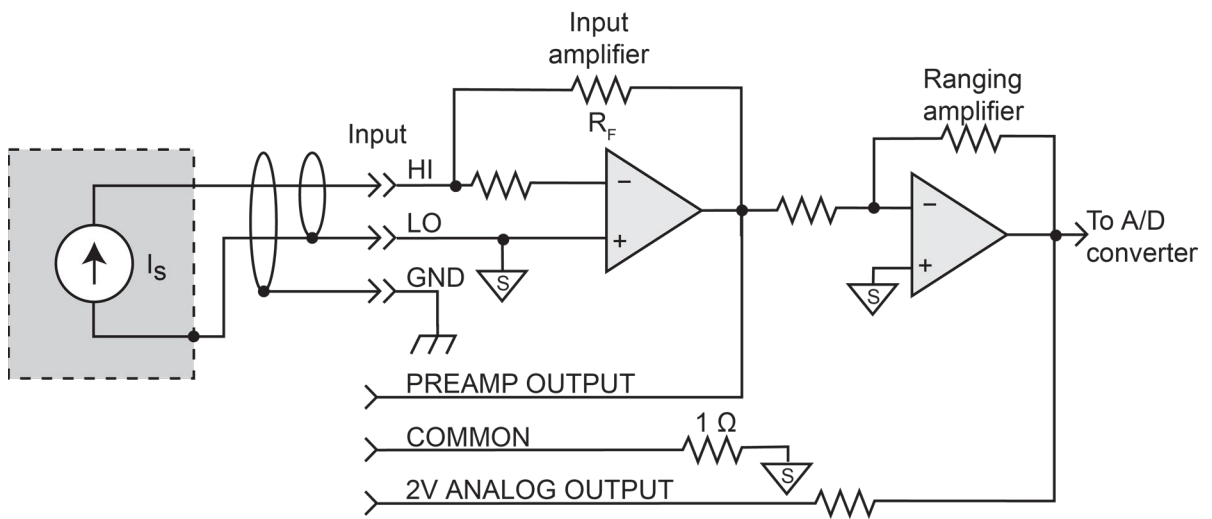 Input
amplifier
Ranging
amplifier
R_F
Input
HI
−
−
LO
+
I_S
GND
S
+
S
To A/D
converter
PREAMP OUTPUT
1 Ω
COMMON
S
2V ANALOG OUTPUT